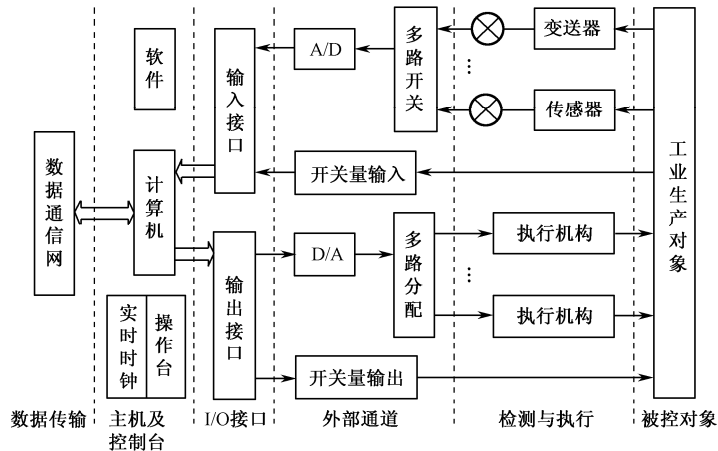 软件
输入接口
A/D
多路开关
变送器
传感器
数据通信网
计算机
开关量输入
工业生产对象
输出接口
D/A
多路分配
执行机构
执行机构
实时时钟
操作台
开关量输出
数据传输
主机及
控制台
I/O接口
外部通道
检测与执行
被控对象